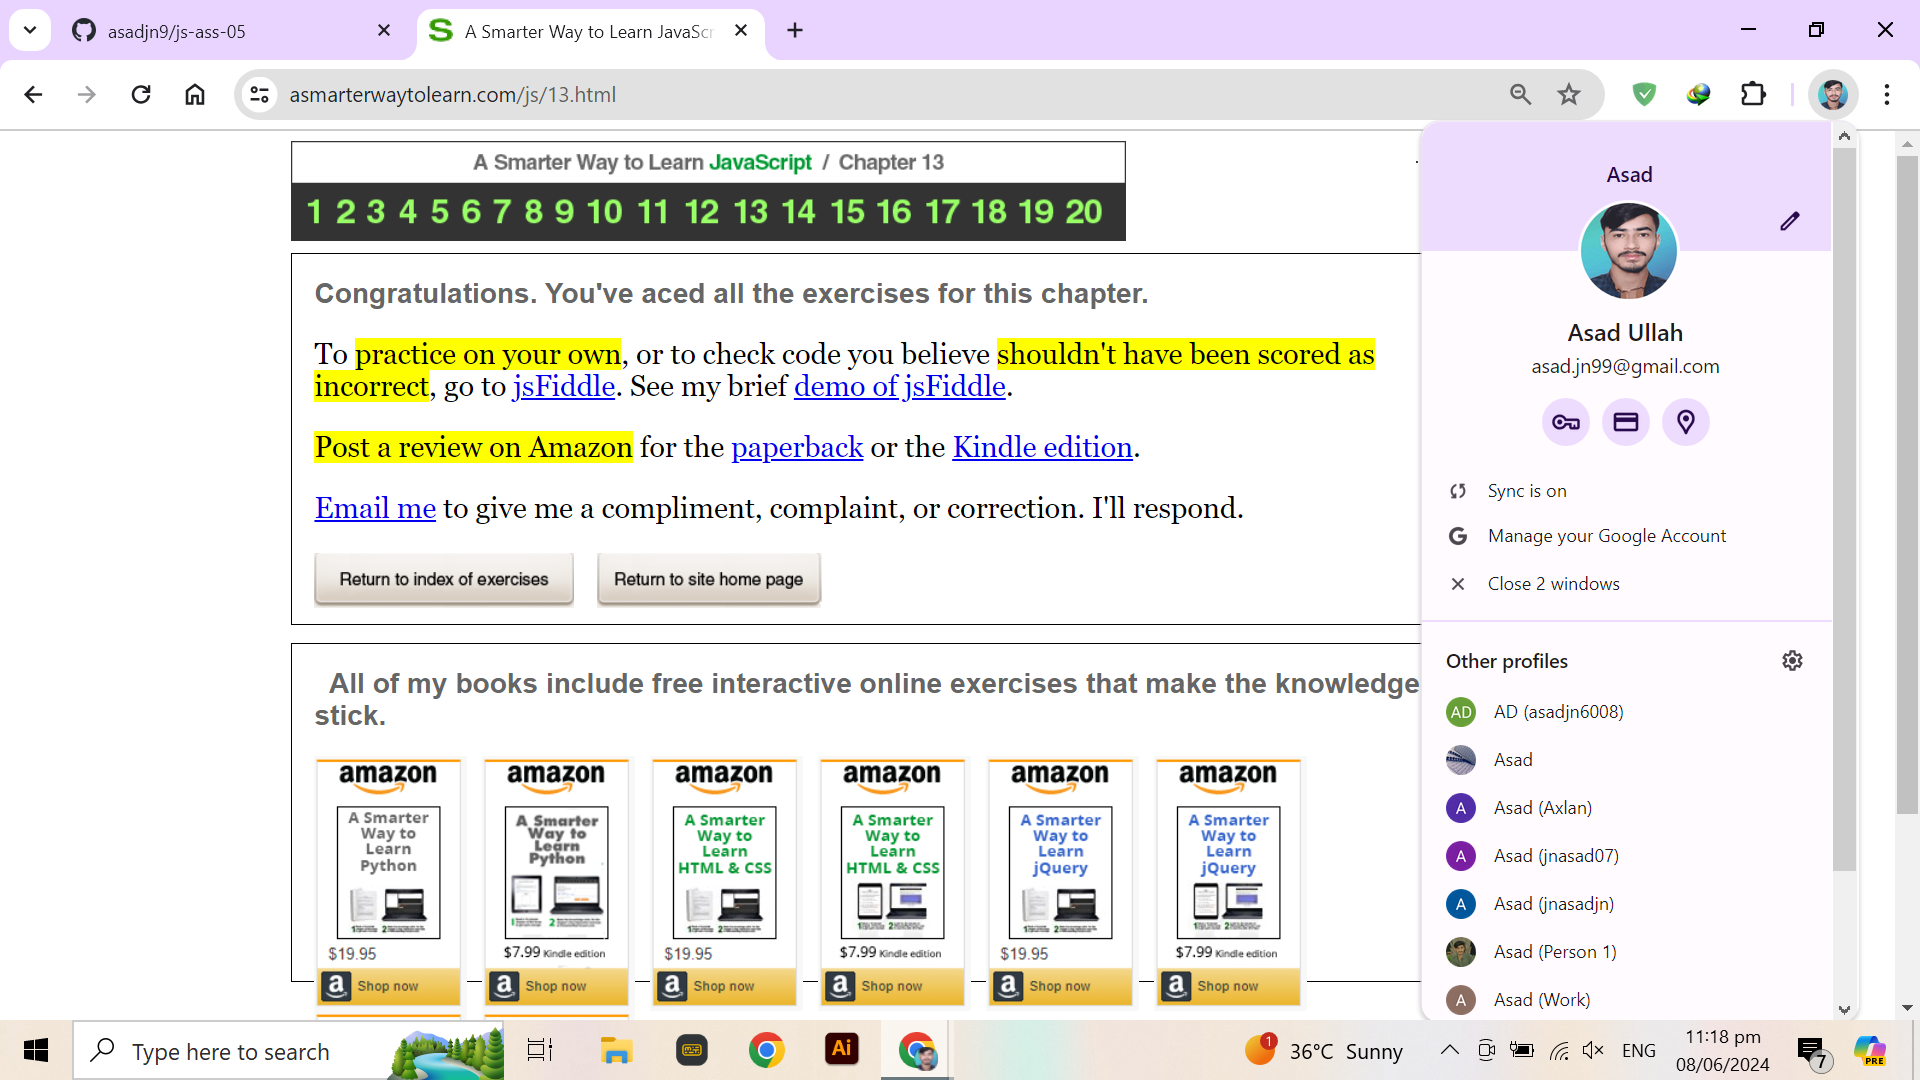 asadjn9/js-ass-05
A Smarter Way to Learn JavaScr
asmarterwaytolearn.com/js/13.html
A Smarter Way to Learn JavaScript / Chapter 13
1 2 3 4 5 6 7 8 9 10 11 12 13 14 15 16 17 18 19 20
Congratulations. You've aced all the exercises for this chapter.
To practice on your own, or to check code you believe shouldn't have been scored as
incorrect, go to jsFiddle. See my brief demo of jsFiddle.
Post a review on Amazon for the paperback or the Kindle edition.
Email me to give me a compliment, complaint, or correction. I'll respond.
Return to index of exercises
Return to site home page
All of my books include free interactive online exercises that make the knowledge
stick.
amazon
A Smarter
Way to
Learn
Python
$19.95
Shop now
amazon
A Smarter
Way to
Learn
Python
$7.99 Kindle edition
Shop now
amazon
A Smarter
Way to
Learn
HTML & CSS
$19.95
Shop now
amazon
A Smarter
Way to
Learn
HTML & CSS
$7.99 Kindle edition
Shop now
amazon
A Smarter
Way to
Learn
jQuery
$19.95
Shop now
amazon
A Smarter
Way to
Learn
jQuery
$7.99 Kindle edition
Shop now
Asad
Asad Ullah
asad.jn99@gmail.com
Sync is on
Manage your Google Account
Close 2 windows
Other profiles
AD AD (asadjn6008)
Asad
A Asad (Axlan)
A Asad (jnasad07)
A Asad (jnasadjn)
Asad (Person 1)
A Asad (Work)
Type here to search
Ai
1
36°C Sunny
ENG
11:18 pm
08/06/2024
7
PRE